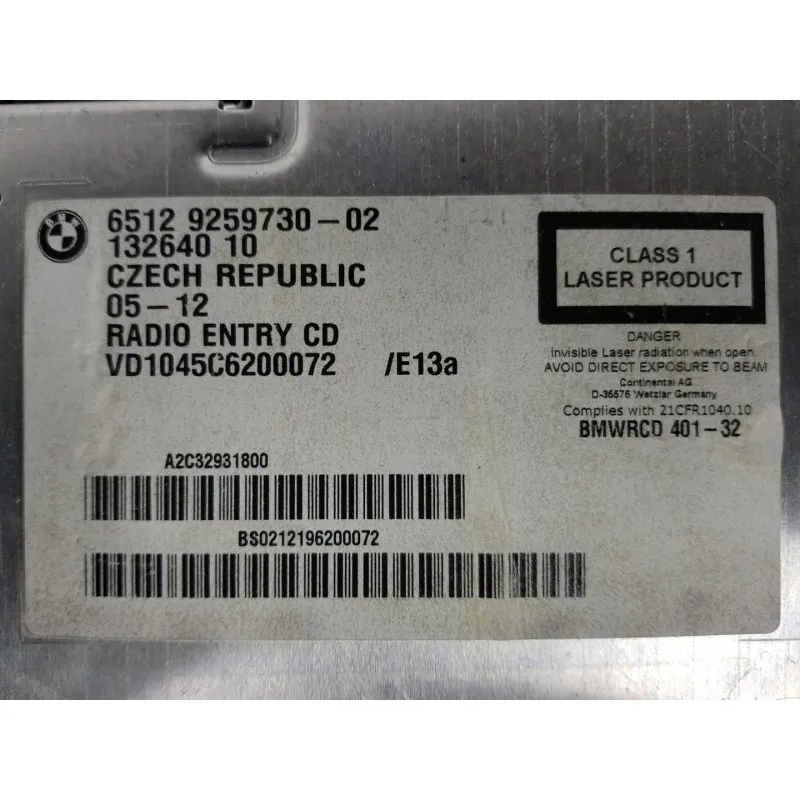 65129259730-02
132640 10
CZECH REPUBLIC
05-12
RADIO ENTRY CD
VD1045C6200072 /E13a
CLASS 1
LASER PRODUCT
DANGER
Invisible Laser radiation when open
AVOID DIRECT EXPOSURE TO BEAM
Continental AG
D-35576 Wetzlar Germany
Complies with 21CFR1040.10
BMWRCD 401-32
A2C32931800
BS0212196200072